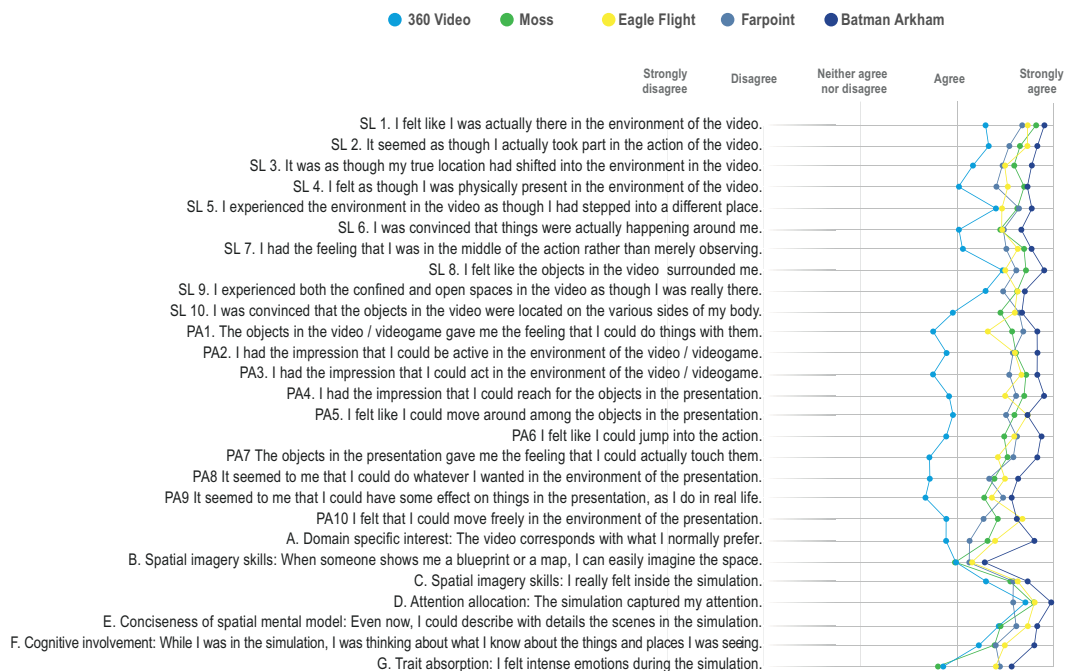 360 Video Moss Eagle Flight Farpoint Batman Arkham
Strongly disagree Disagree Neither agree nor disagree Agree Strongly agree
SL 1. I felt like I was actually there in the environment of the video.
SL 2. It seemed as though I actually took part in the action of the video.
SL 3. It was as though my true location had shifted into the environment in the video.
SL 4. I felt as though I was physically present in the environment of the video.
SL 5. I experienced the environment in the video as though I had stepped into a different place.
SL 6. I was convinced that things were actually happening around me.
SL 7. I had the feeling that I was in the middle of the action rather than merely observing.
SL 8. I felt like the objects in the video surrounded me.
SL 9. I experienced both the confined and open spaces in the video as though I was really there.
SL 10. I was convinced that the objects in the video were located on the various sides of my body.
PA1. The objects in the video / videogame gave me the feeling that I could do things with them.
PA2. I had the impression that I could be active in the environment of the video / videogame.
PA3. I had the impression that I could act in the environment of the video / videogame.
PA4. I had the impression that I could reach for the objects in the presentation.
PA5. I felt like I could move around among the objects in the presentation.
PA6 I felt like I could jump into the action.
PA7 The objects in the presentation gave me the feeling that I could actually touch them.
PA8 It seemed to me that I could do whatever I wanted in the environment of the presentation.
PA9 It seemed to me that I could have some effect on things in the presentation, as I do in real life.
PA10 I felt that I could move freely in the environment of the presentation.
A. Domain specific interest: The video corresponds with what I normally prefer.
B. Spatial imagery skills: When someone shows me a blueprint or a map, I can easily imagine the space.
C. Spatial imagery skills: I really felt inside the simulation.
D. Attention allocation: The simulation captured my attention.
E. Conciseness of spatial mental model: Even now, I could describe with details the scenes in the simulation.
F. Cognitive involvement: While I was in the simulation, I was thinking about what I know about the things and places I was seeing.
G. Trait absorption: I felt intense emotions during the simulation.